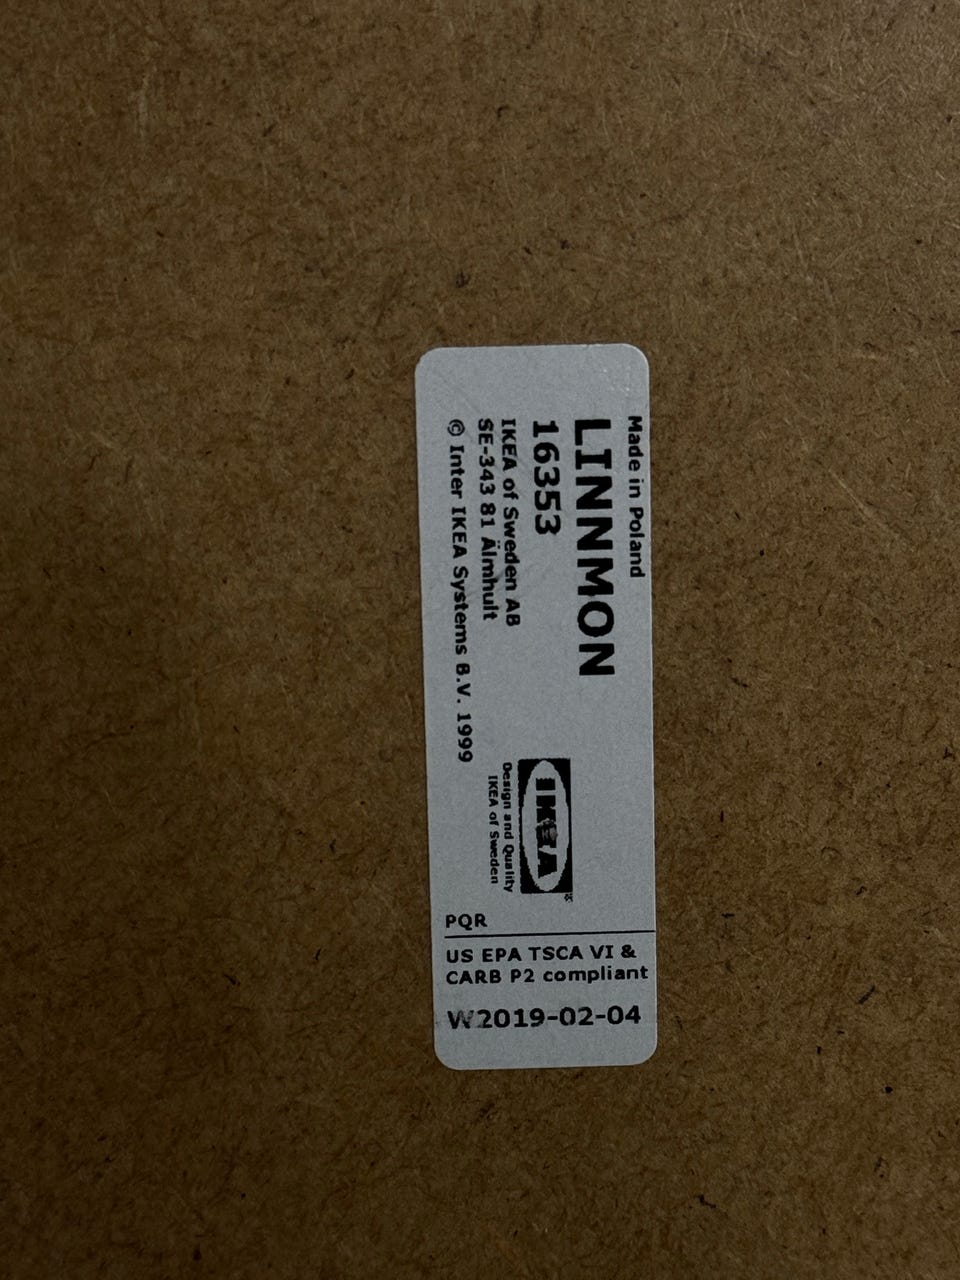 Made in Poland
LINNMON
16353
IKEA of Sweden AB
SE-343 81 Älmhult
© Inter IKEA Systems B.V. 1999
IKEA®
Design and Quality
IKEA of Sweden
PQR
US EPA TSCA VI &
CARB P2 compliant
W2019-02-04